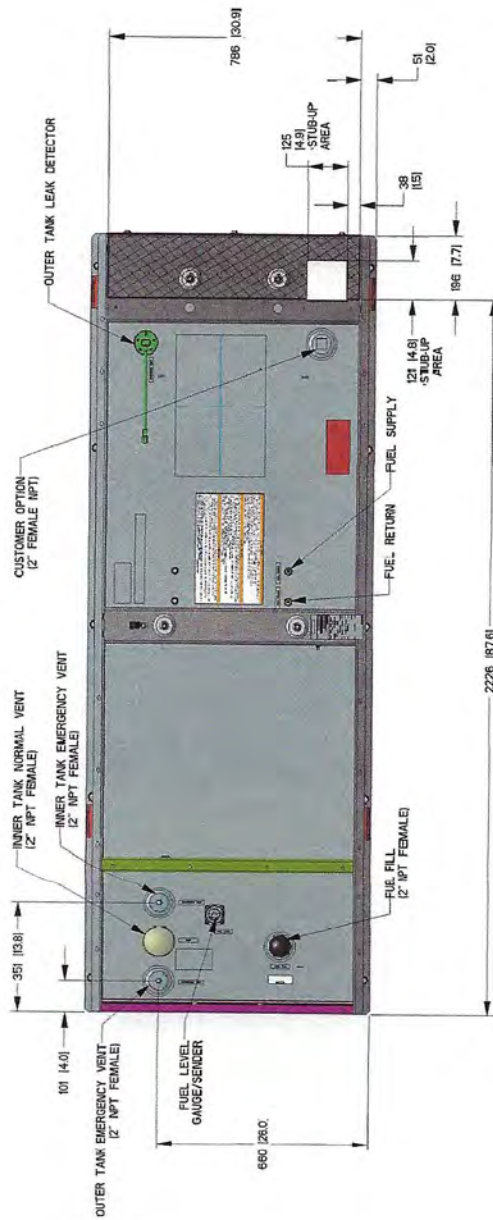 OUTER TANK EMERGENCY VENT
(2" NPT FEMALE)
101 [4.0]
351 [13.8]
INNER TANK NORMAL VENT
(2" NPT FEMALE)
INNER TANK EMERGENCY VENT
(2" NPT FEMALE)
CUSTOMER OPTION
(2" FEMALE NPT)
OUTER TANK LEAK DETECTOR
786 [30.9]
125
[4.9]
STUB-UP
AREA
38
[1.5]
51
[2.0]
660 [26.0]
FUEL LEVEL
GAUGE/SENDER
FUEL FILL
(2" NPT FEMALE)
FUEL RETURN
FUEL SUPPLY
121 [4.8]
STUB-UP
AREA
196 [7.7]
2226 [87.6]